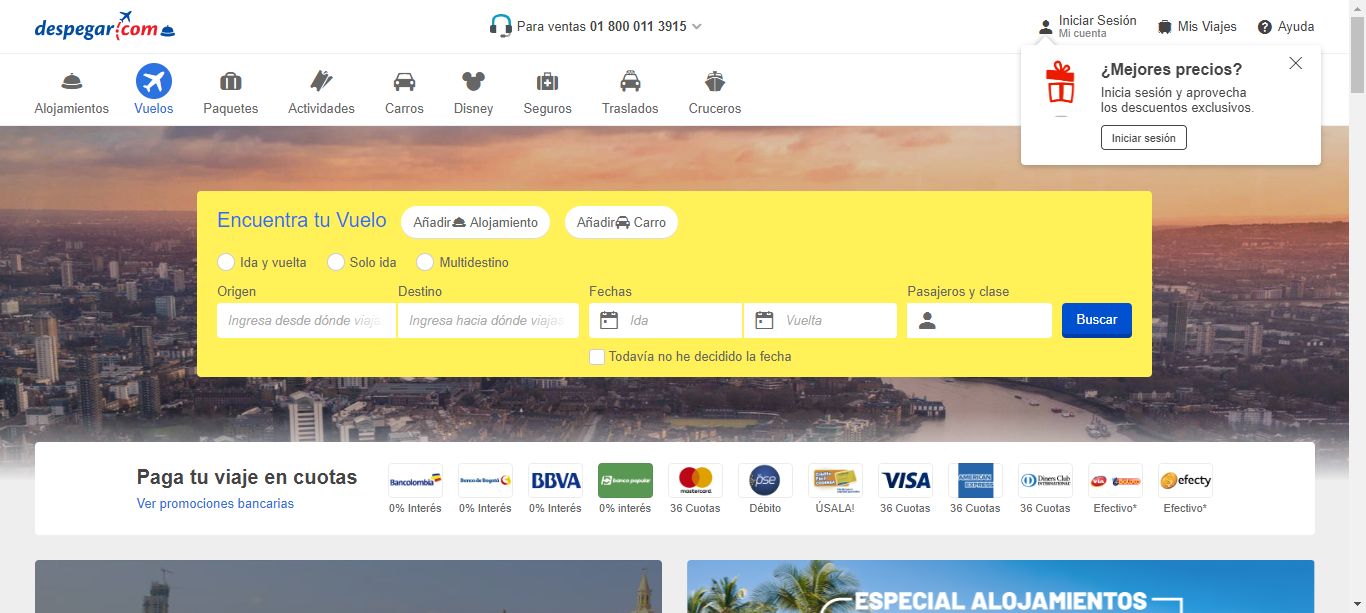 despegar.com
Para ventas 01 800 011 3915
Iniciar Sesión
Mi cuenta
Mis Viajes
Ayuda
¿Mejores precios?
Inicia sesión y aprovecha
los descuentos exclusivos.
Iniciar sesión
Alojamientos
Vuelos
Paquetes
Actividades
Carros
Disney
Seguros
Traslados
Cruceros
Encuentra tu Vuelo
Añadir Alojamiento
Añadir Carro
Ida y vuelta
Solo ida
Multidestino
Origen
Destino
Fechas
Pasajeros y clase
Ingresa desde dónde viaja
Ingresa hacia dónde viajas
Ida
Vuelta
Buscar
Todavía no he decidido la fecha
Paga tu viaje en cuotas
Ver promociones bancarias
Bancolombia
Banco de Bogotá
BBVA
banco popular
mastercard
pse
VISA
AMERICAN EXPRESS
Diners Club
INTERNATIONAL
via baloto
efecty
0% Interés
0% Interés
0% Interés
0% interés
36 Cuotas
Débito
ÚSALA!
36 Cuotas
36 Cuotas
36 Cuotas
Efectivo*
Efectivo*
ESPECIAL ALOJAMIENTOS